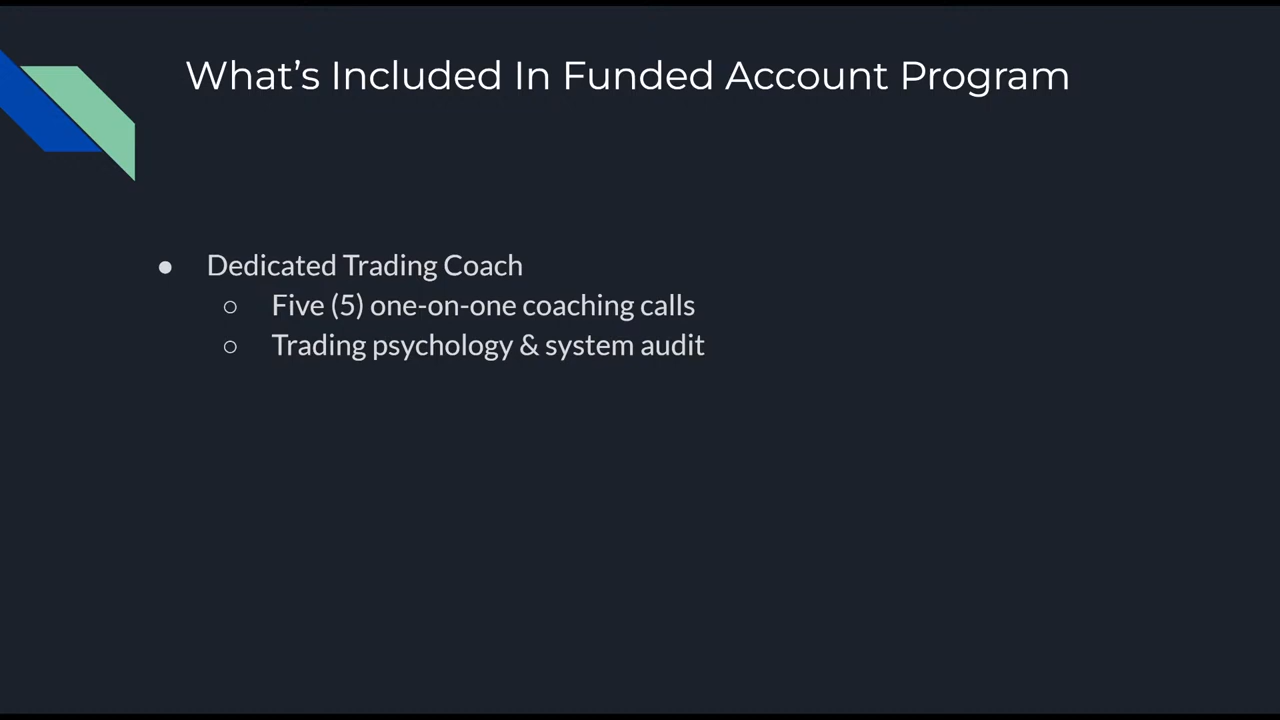 What’s Included In Funded Account Program
● Dedicated Trading Coach
○ Five (5) one-on-one coaching calls
○ Trading psychology & system audit